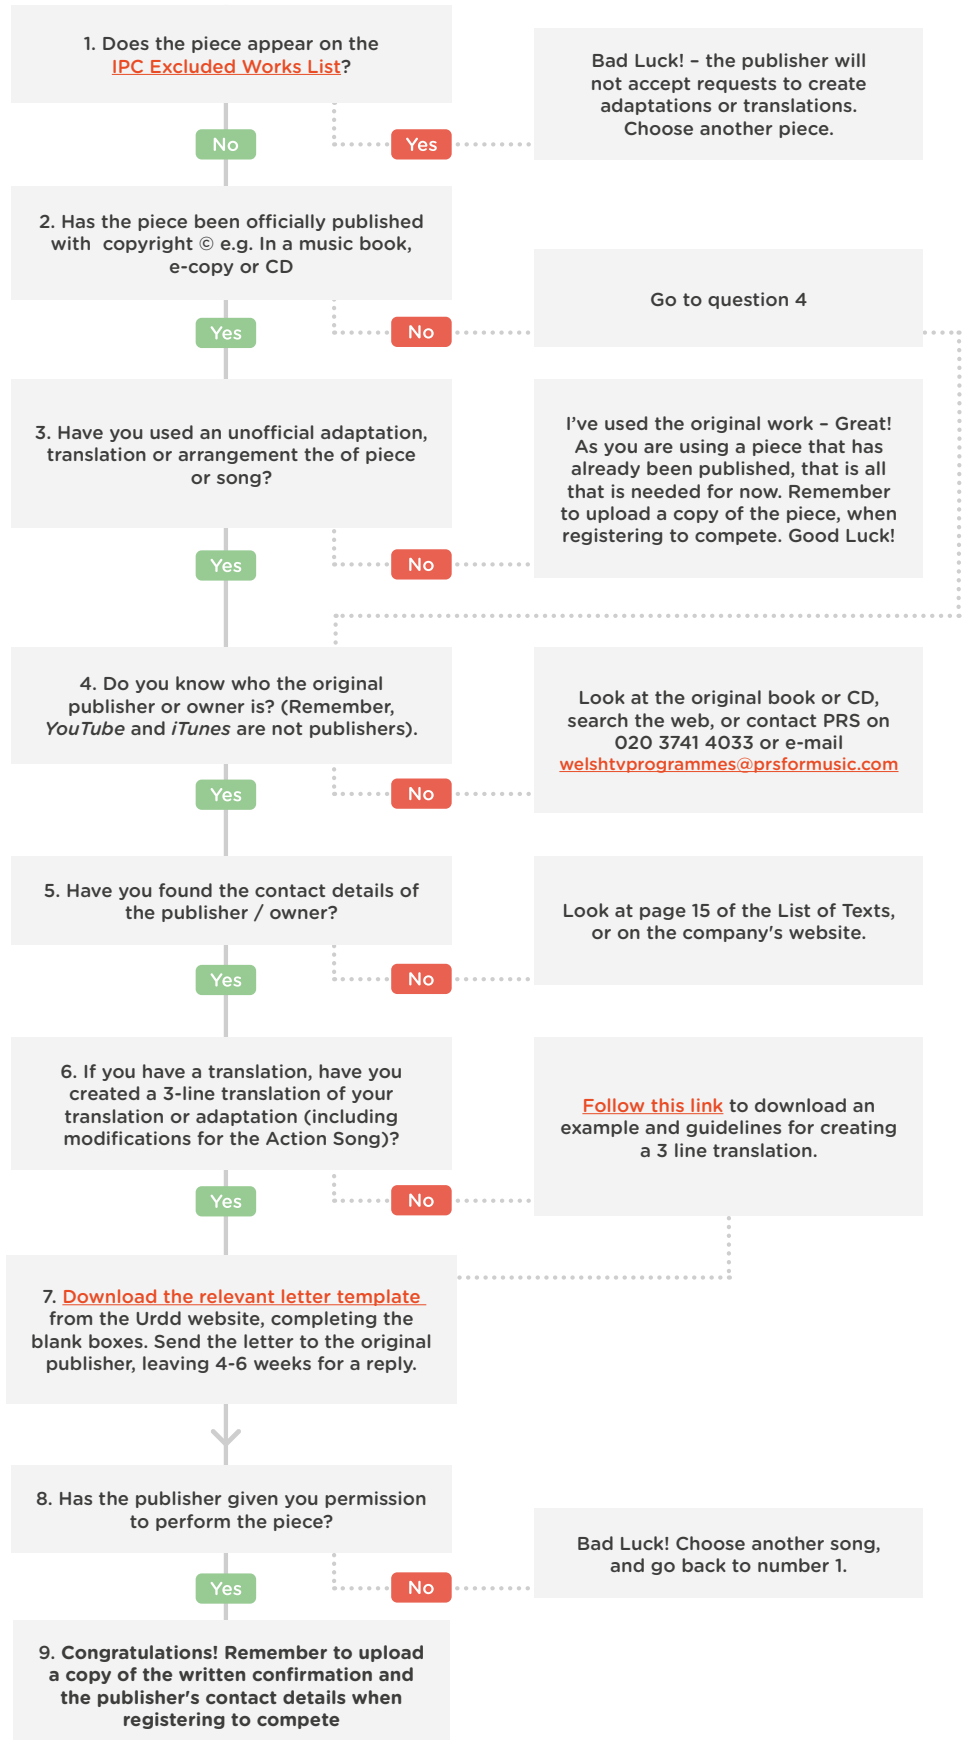 1. Does the piece appear on the
IPC Excluded Works List?
Bad Luck! – the publisher will
not accept requests to create
adaptations or translations.
Choose another piece.
No
Yes
2. Has the piece been officially published
with copyright © e.g. In a music book,
e-copy or CD
Go to question 4
Yes
No
3. Have you used an unofficial adaptation,
translation or arrangement the of piece
or song?
I've used the original work – Great!
As you are using a piece that has
already been published, that is all
that is needed for now. Remember
to upload a copy of the piece, when
registering to compete. Good Luck!
Yes
No
4. Do you know who the original
publisher or owner is? (Remember,
YouTube and iTunes are not publishers).
Look at the original book or CD,
search the web, or contact PRS on
020 3741 4033 or e-mail
welshtvprogrammes@prsformusic.com
Yes
No
5. Have you found the contact details of
the publisher / owner?
Look at page 15 of the List of Texts,
or on the company's website.
Yes
No
6. If you have a translation, have you
created a 3-line translation of your
translation or adaptation (including
modifications for the Action Song)?
Follow this link to download an
example and guidelines for creating
a 3 line translation.
Yes
No
7. Download the relevant letter template
from the Urdd website, completing the
blank boxes. Send the letter to the original
publisher, leaving 4-6 weeks for a reply.
8. Has the publisher given you permission
to perform the piece?
Bad Luck! Choose another song,
and go back to number 1.
Yes
No
9. Congratulations! Remember to upload
a copy of the written confirmation and
the publisher's contact details when
registering to compete